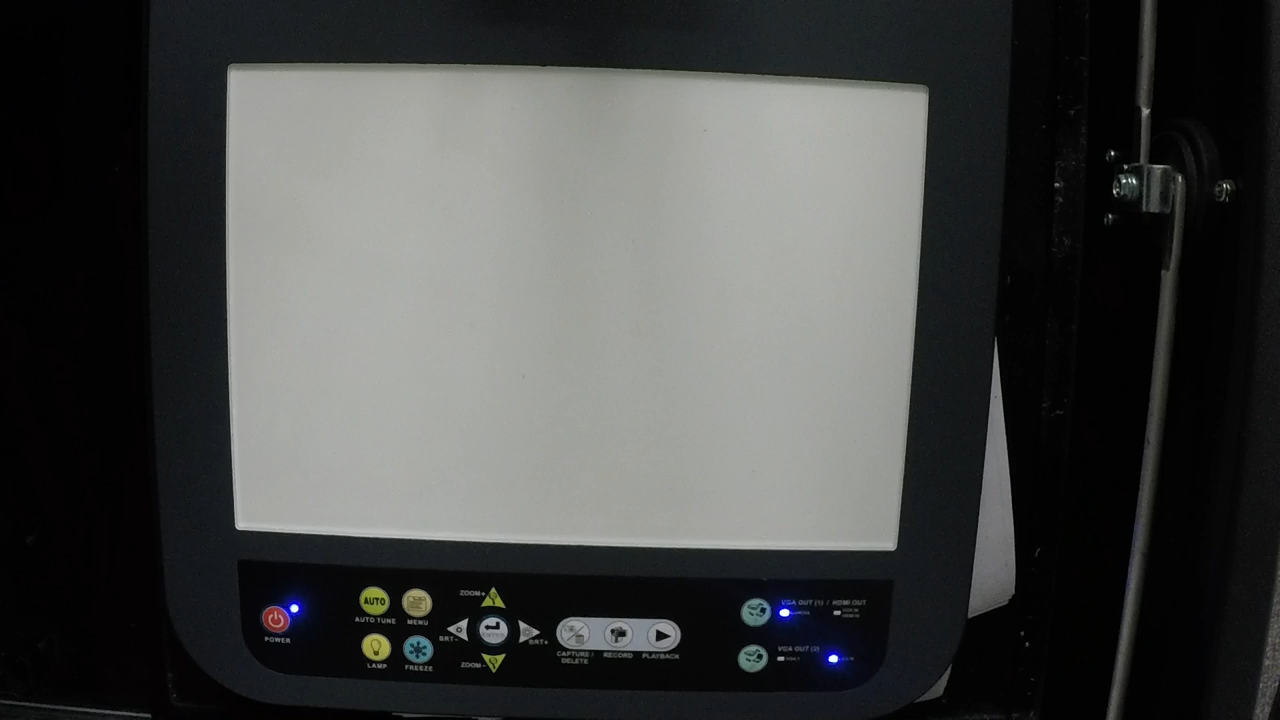 POWER
AUTO
AUTO TUNE
MENU
LAMP
FREEZE
ZOOM+
BRT-
ENTER
BRT+
ZOOM-
CAPTURE /
DELETE
RECORD
PLAYBACK
VGA OUT (1) / HDMI OUT
VGA OUT (2)